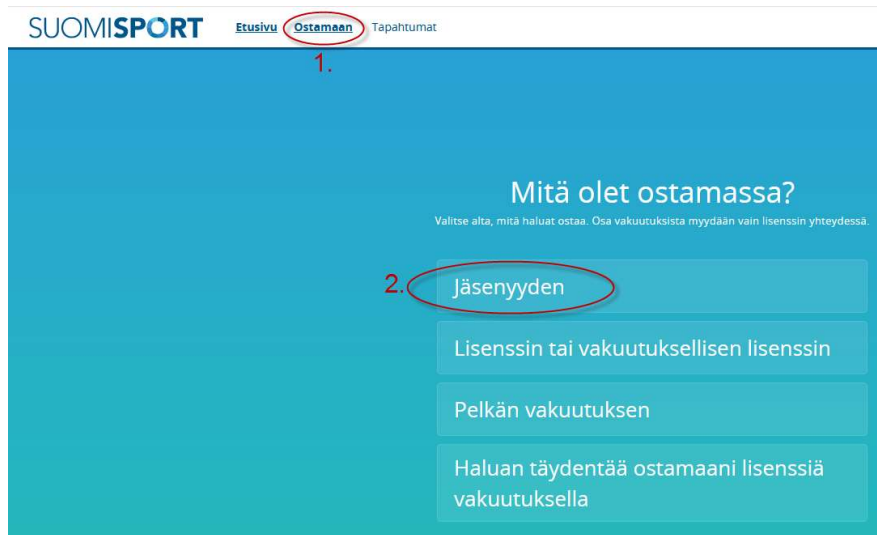 SUOMISPORT Etusivu Ostamaan Tapahtumat
1.
Mitä olet ostamassa?
Valitse alta, mitä haluat ostaa. Osa vakuutuksista myydään vain lisenssin yhteydessä.
2. Jäsenyyden
Lisenssin tai vakuutuksellisen lisenssin
Pelkän vakuutuksen
Haluan täydentää ostamaani lisenssiä
vakuutuksella